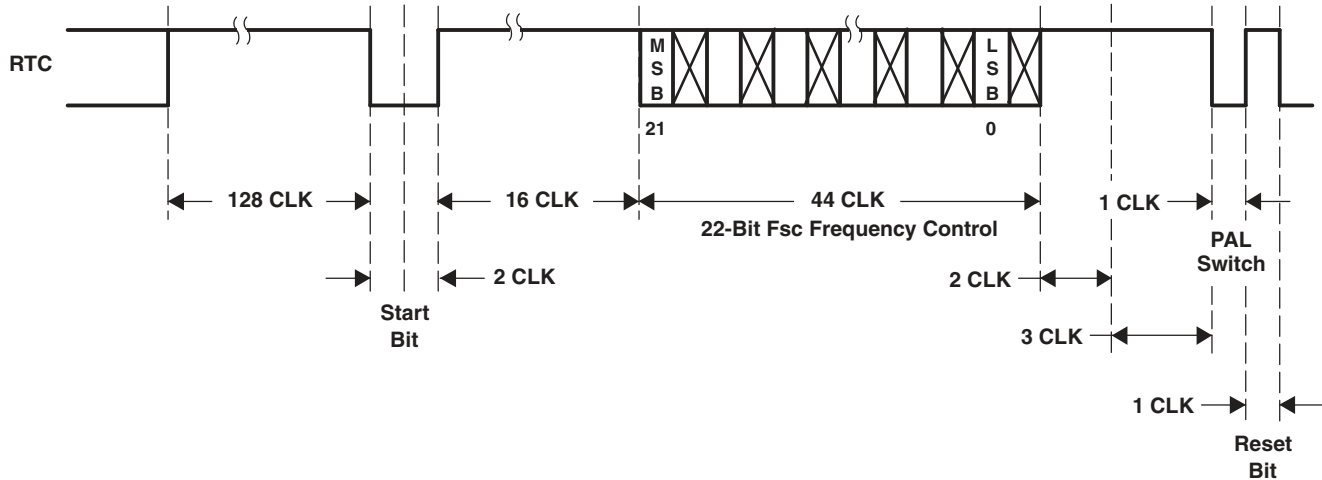 RTC
M
S
B
L
S
B
21
0
128 CLK
16 CLK
44 CLK
22-Bit Fsc Frequency Control
1 CLK
PAL
Switch
2 CLK
Start
Bit
2 CLK
3 CLK
1 CLK
Reset
Bit